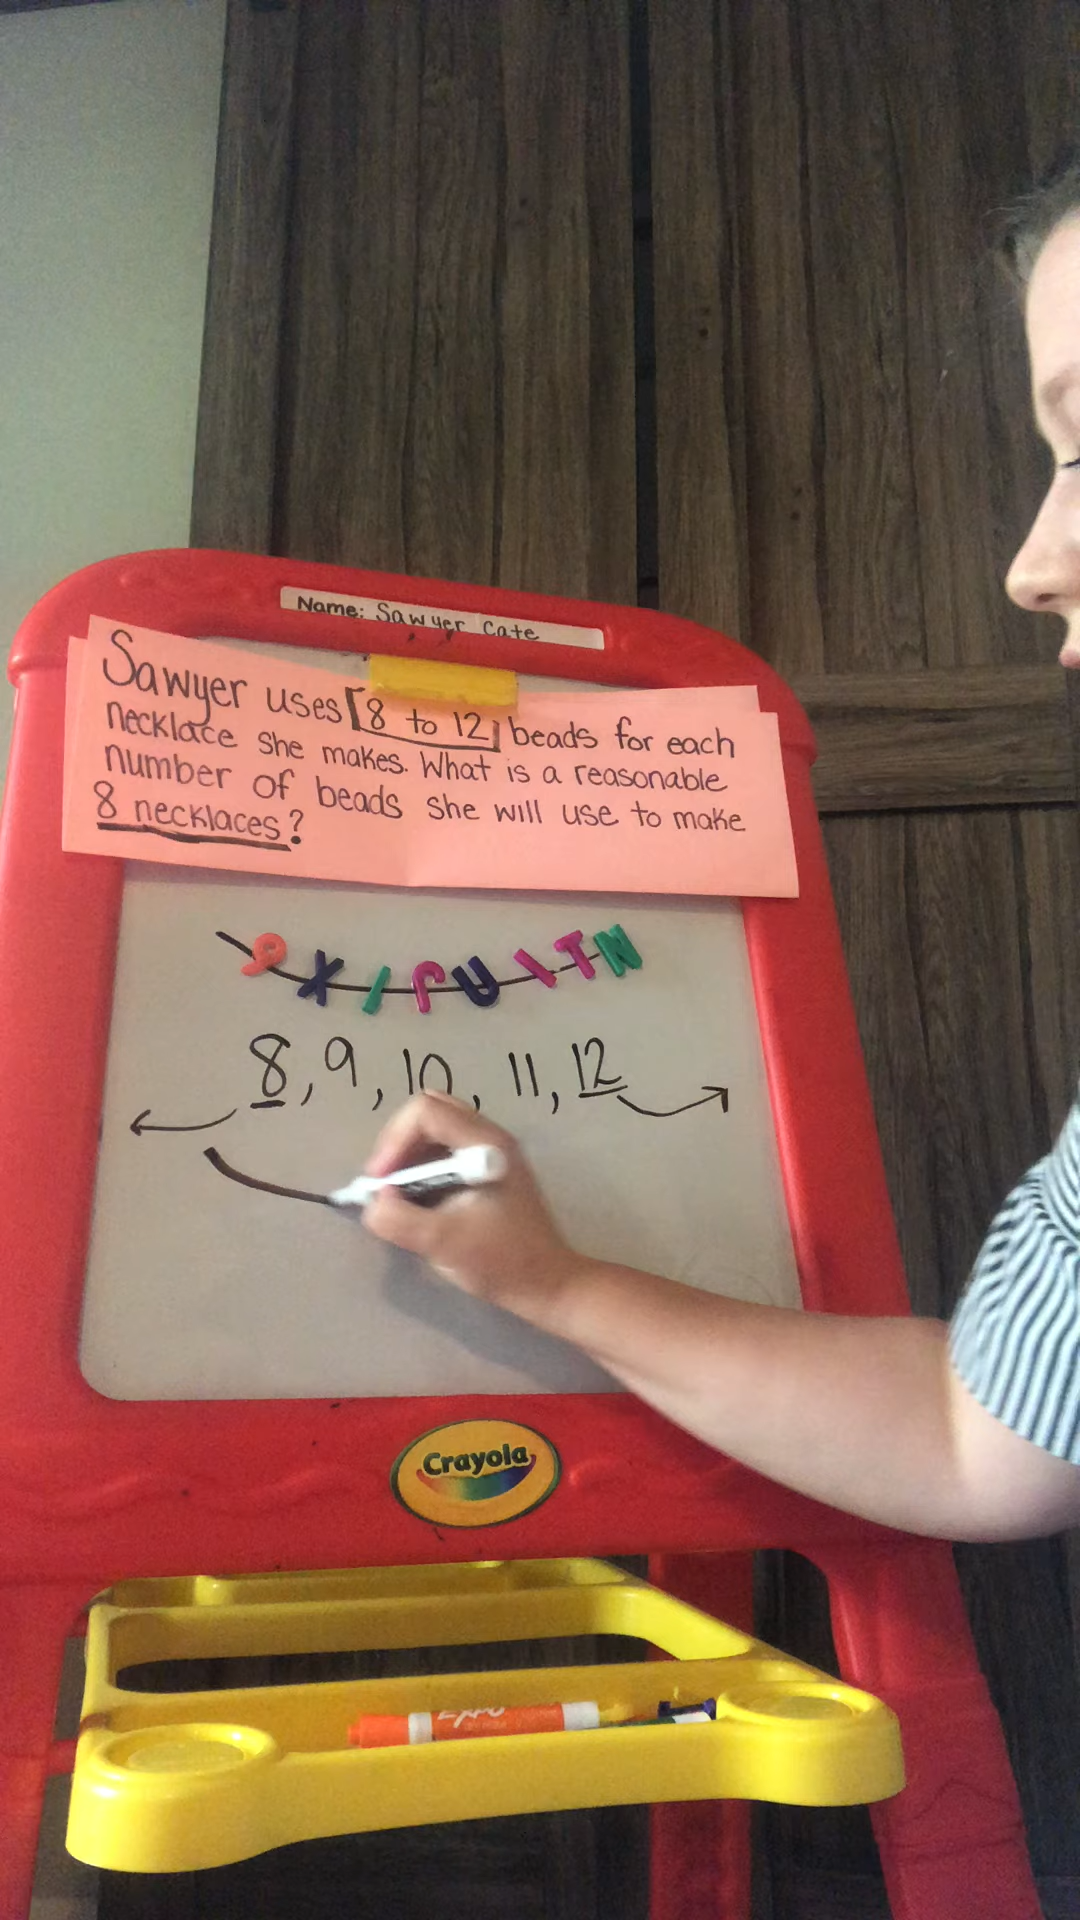 Name: Sawyer Cate
Sawyer uses [8 to 12] beads for each
necklace she makes. What is a reasonable
number of beads she will use to make
8 necklaces?
8, 9, 10, 11, 12
Crayola
EXPO